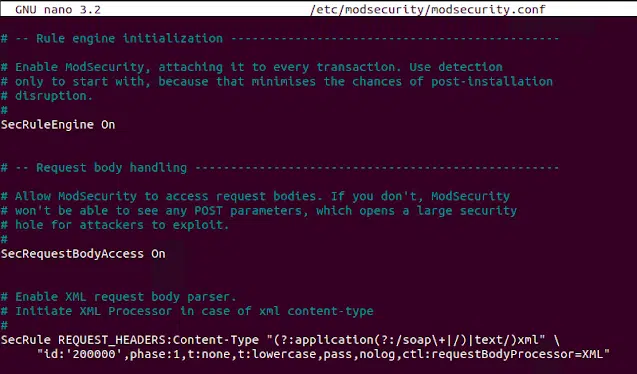 GNU nano 3.2 /etc/modsecurity/modsecurity.conf
# -- Rule engine initialization ----------------------------------------------
# Enable ModSecurity, attaching it to every transaction. Use detection
# only to start with, because that minimises the chances of post-installation
# disruption.
#
SecRuleEngine On
# -- Request body handling ---------------------------------------------------
# Allow ModSecurity to access request bodies. If you don't, ModSecurity
# won't be able to see any POST parameters, which opens a large security
# hole for attackers to exploit.
#
SecRequestBodyAccess On
# Enable XML request body parser.
# Initiate XML Processor in case of xml content-type
#
SecRule REQUEST_HEADERS:Content-Type "(?:application(?:/soap\+|/)|text/)xml" \
"id:'200000',phase:1,t:none,t:lowercase,pass,nolog,ctl:requestBodyProcessor=XML"